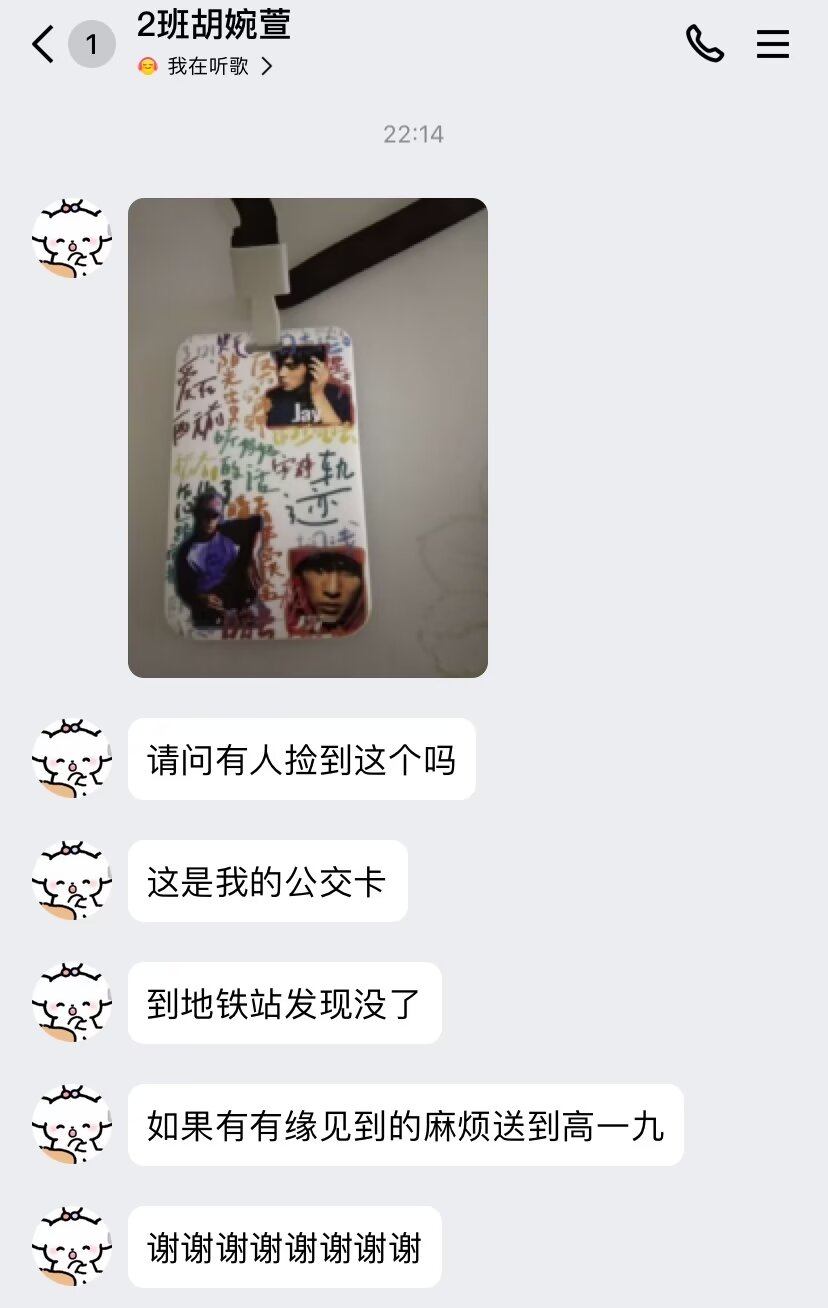 1
2班胡婉萱
我在听歌
22:14
Jay
轨
迹
请问有人捡到这个吗
这是我的公交卡
到地铁站发现没了
如果有有缘见到的麻烦送到高一九
谢谢谢谢谢谢谢谢